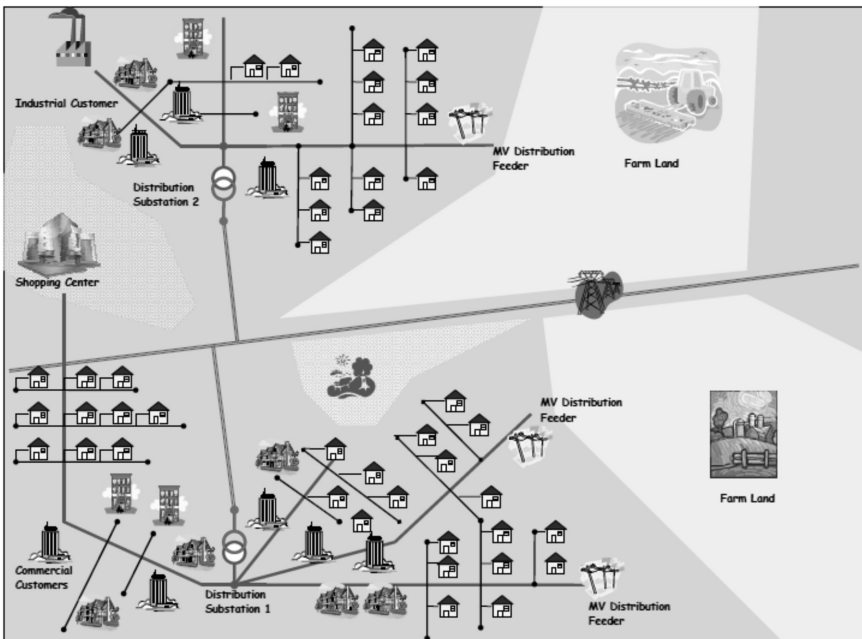 Industrial Customer
MV Distribution
Feeder
Farm Land
Distribution
Substation 2
Shopping Center
MV Distribution
Feeder
Farm Land
Commercial
Customers
Distribution
Substation 1
MV Distribution
Feeder